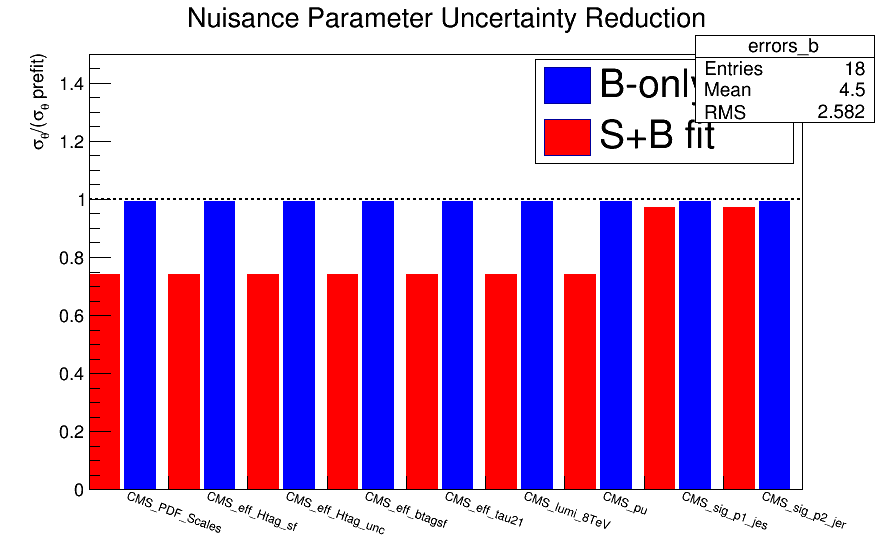 Nuisance Parameter Uncertainty Reduction
errors_b
Entries 18
Mean 4.5
RMS 2.582
B-only
S+B fit
σθ/(σθ prefit)
1.4
1.2
1
0.8
0.6
0.4
0.2
0
CMS_PDF_Scales
CMS_eff_Htag_sf
CMS_eff_Htag_unc
CMS_eff_btagsf
CMS_eff_tau21
CMS_lumi_8TeV
CMS_pu
CMS_sig_p1_jes
CMS_sig_p2_jer